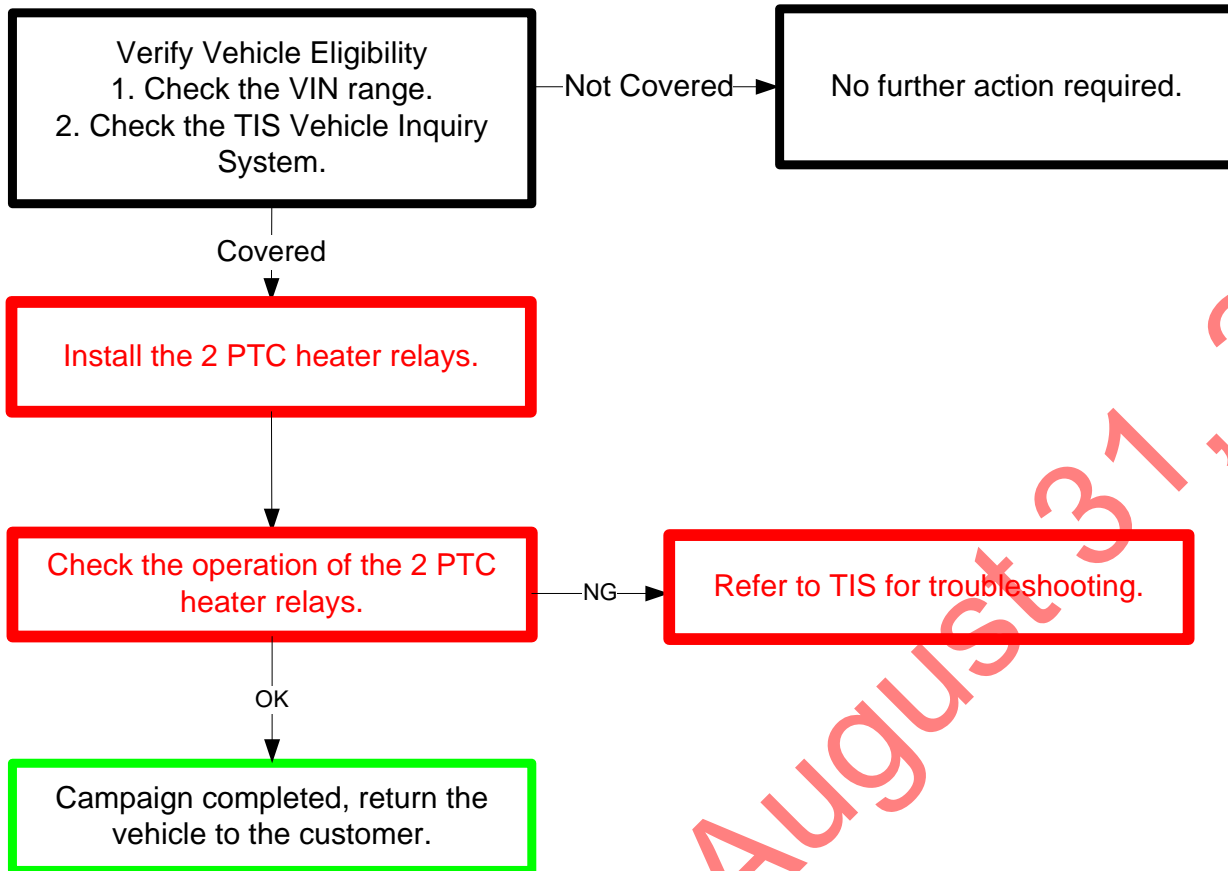 Verify Vehicle Eligibility
1. Check the VIN range.
2. Check the TIS Vehicle Inquiry
System.
Not Covered
No further action required.
Covered
Install the 2 PTC heater relays.
Check the operation of the 2 PTC
heater relays.
NG
Refer to TIS for troubleshooting.
OK
Campaign completed, return the
vehicle to the customer.
August 31,